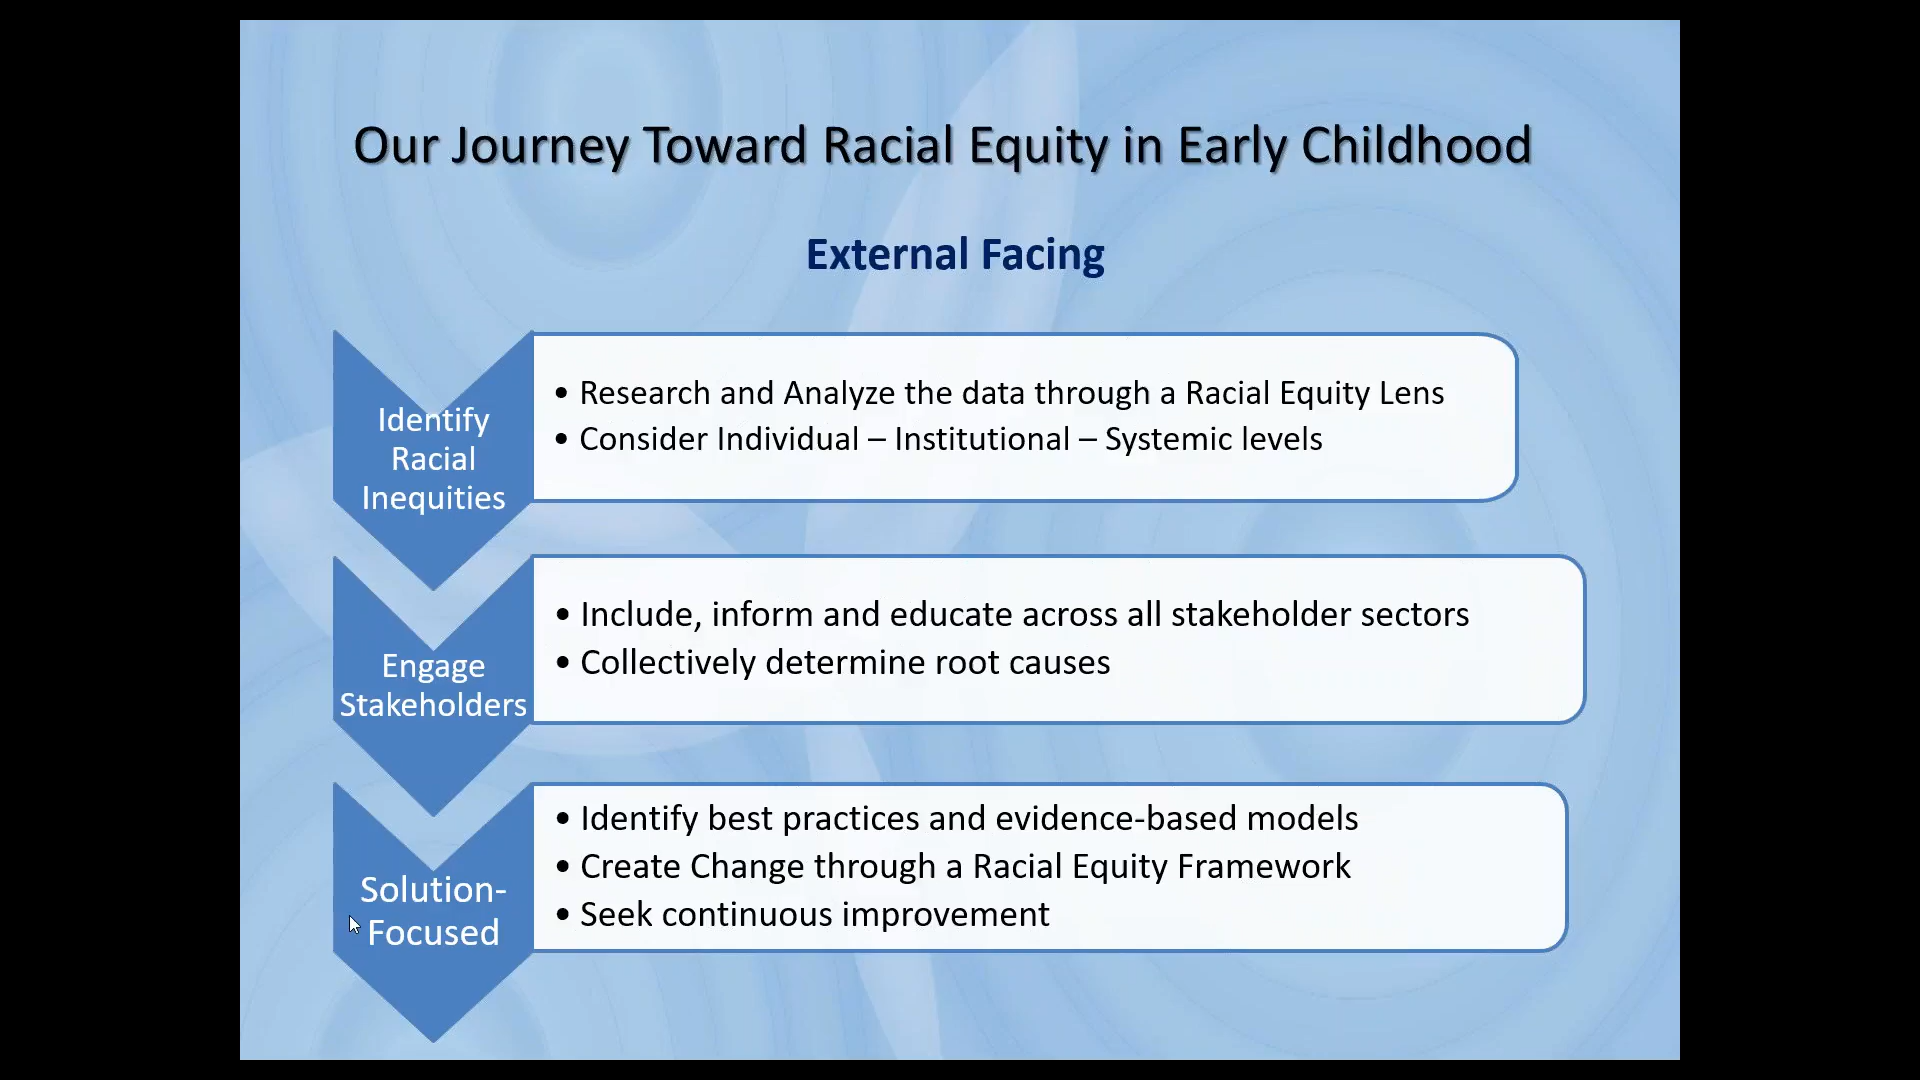 Our Journey Toward Racial Equity in Early Childhood
External Facing
Identify
Racial
Inequities
• Research and Analyze the data through a Racial Equity Lens
• Consider Individual – Institutional – Systemic levels
Engage
Stakeholders
• Include, inform and educate across all stakeholder sectors
• Collectively determine root causes
Solution-
Focused
• Identify best practices and evidence-based models
• Create Change through a Racial Equity Framework
• Seek continuous improvement